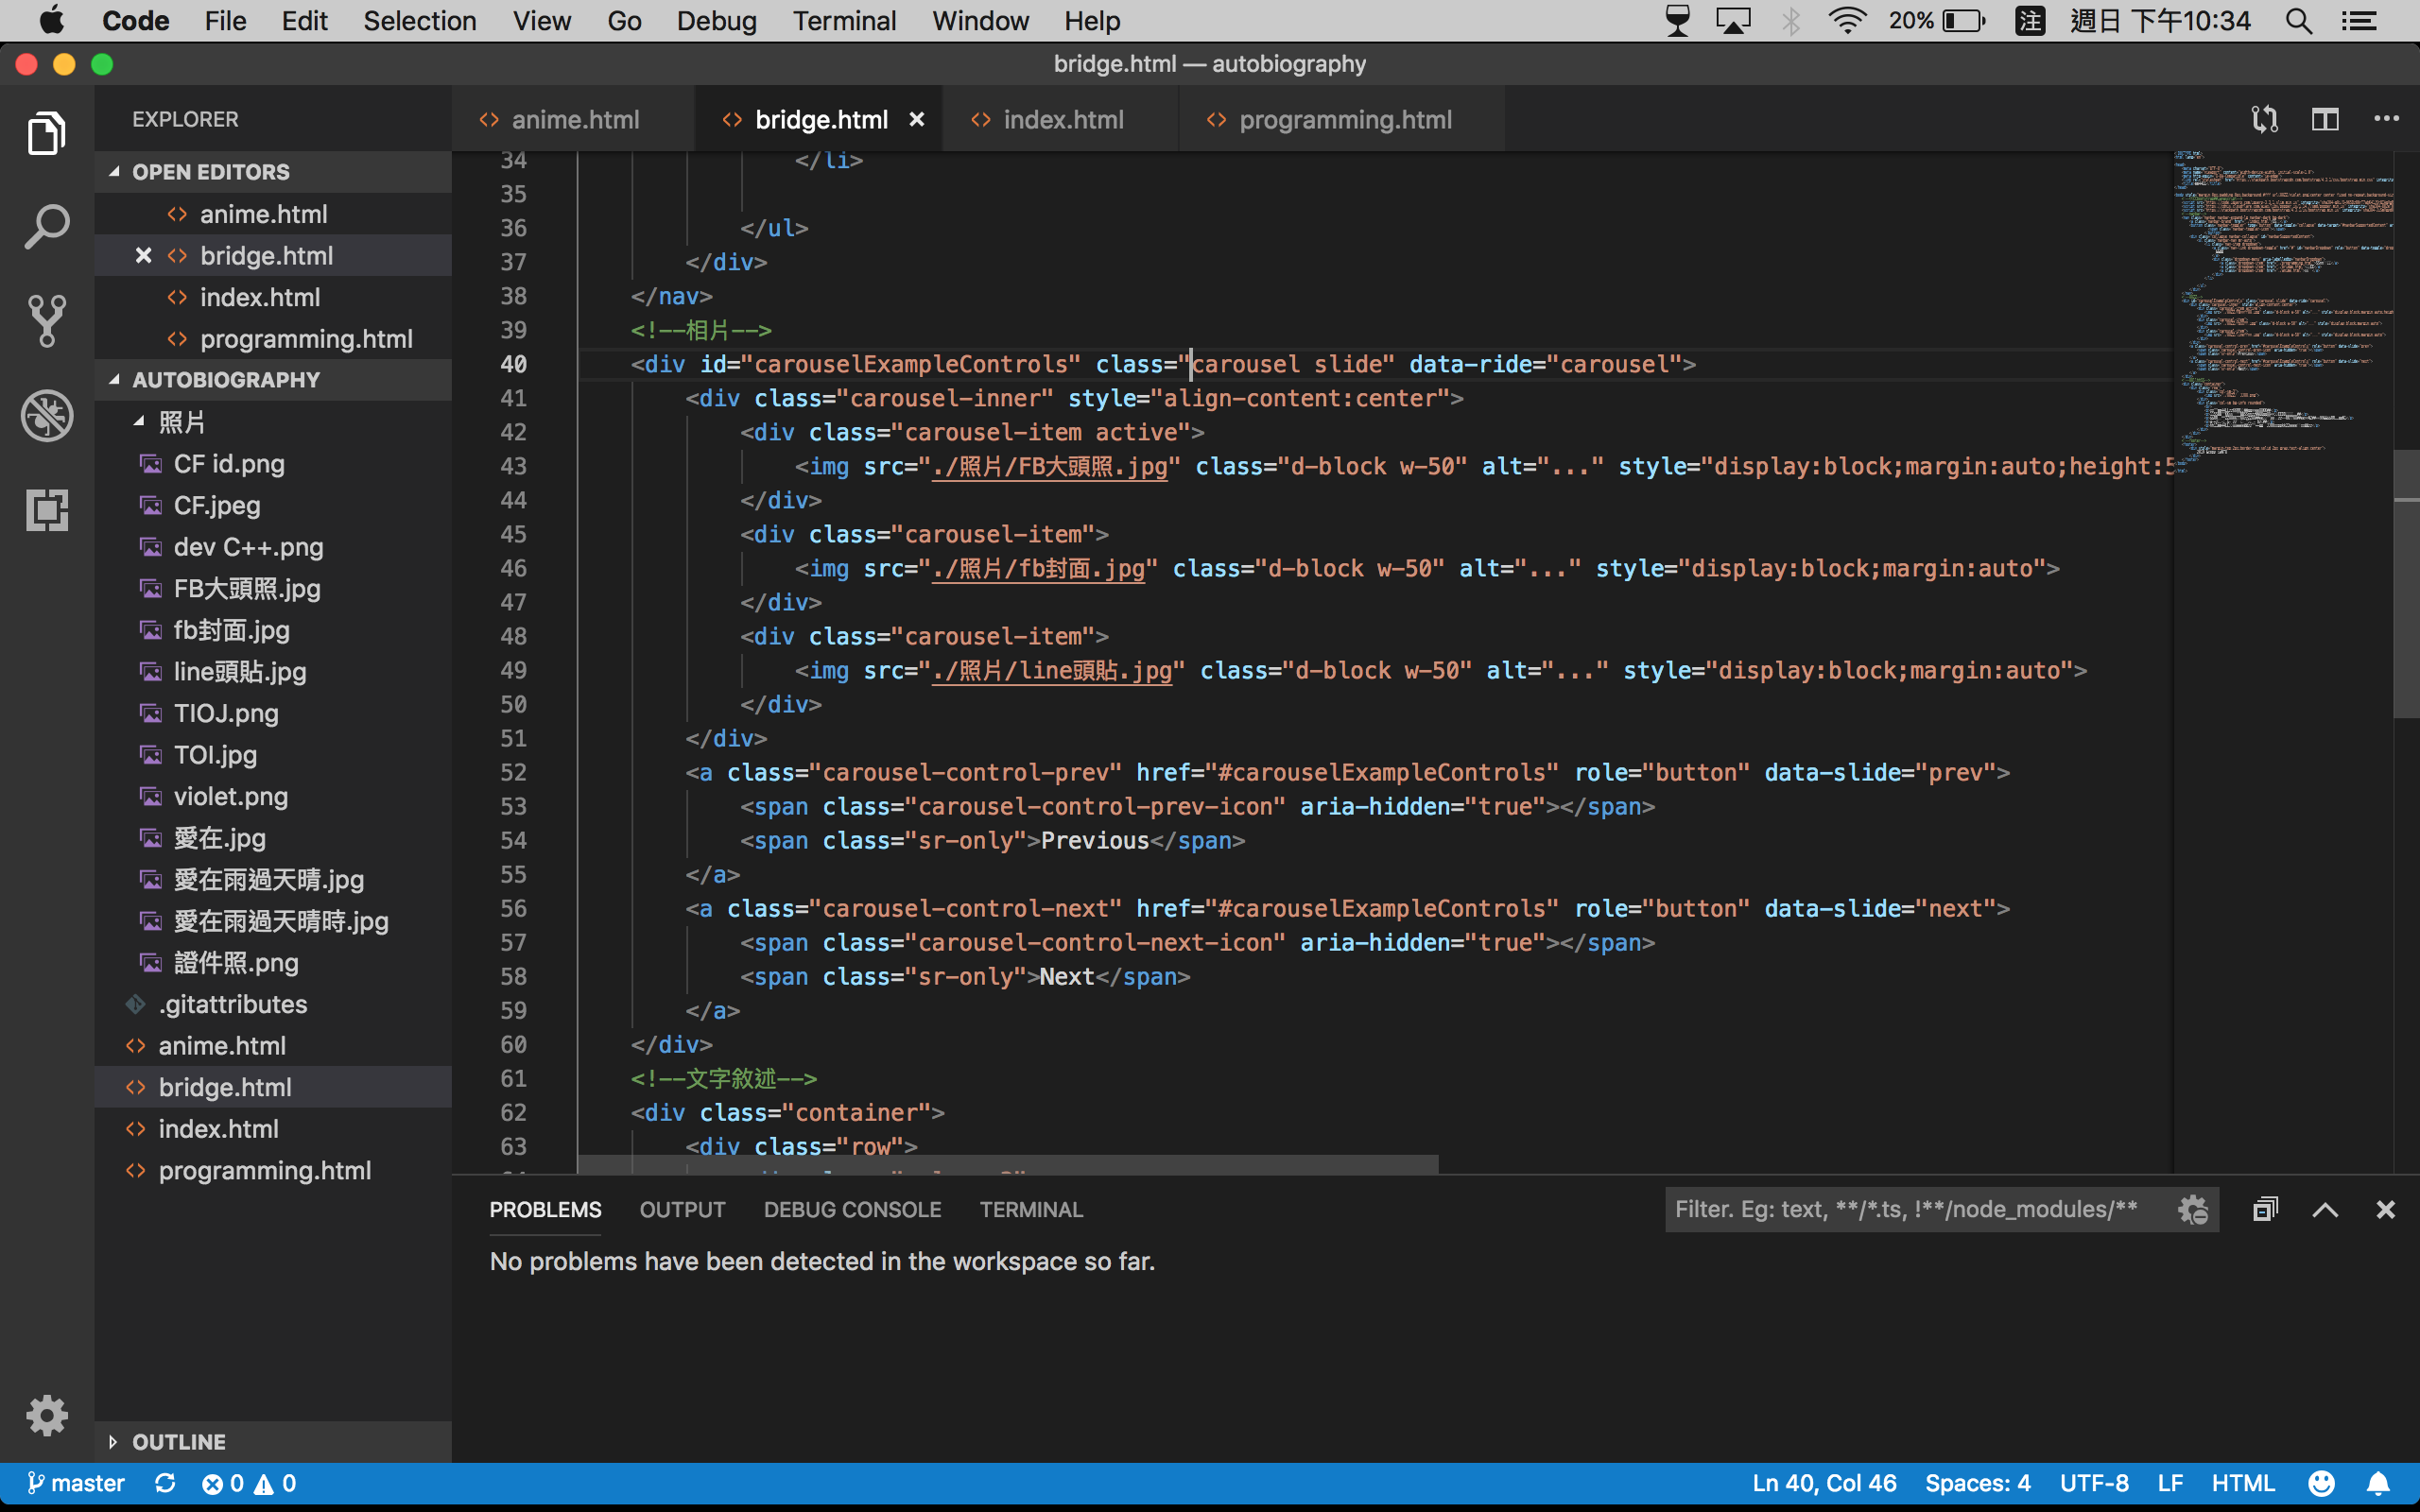 Code File Edit Selection View Go Debug Terminal Window Help 20% 注 週日 下午10:34
bridge.html — autobiography
EXPLORER
OPEN EDITORS
anime.html
bridge.html
index.html
programming.html
AUTOBIOGRAPHY
照片
CF id.png
CF.jpeg
dev C++.png
FB大頭照.jpg
fb封面.jpg
line頭貼.jpg
TIOJ.png
TOI.jpg
violet.png
愛在.jpg
愛在雨過天晴.jpg
愛在雨過天晴時.jpg
證件照.png
.gitattributes
anime.html
bridge.html
index.html
programming.html
OUTLINE
anime.html bridge.html index.html programming.html
34 </li>
35
36 </ul>
37 </div>
38 </nav>
39 <!--相片-->
40 <div id="carouselExampleControls" class="carousel slide" data-ride="carousel">
41 <div class="carousel-inner" style="align-content:center">
42 <div class="carousel-item active">
43 <img src="./照片/FB大頭照.jpg" class="d-block w-50" alt="..." style="display:block;margin:auto;height:5
44 </div>
45 <div class="carousel-item">
46 <img src="./照片/fb封面.jpg" class="d-block w-50" alt="..." style="display:block;margin:auto">
47 </div>
48 <div class="carousel-item">
49 <img src="./照片/line頭貼.jpg" class="d-block w-50" alt="..." style="display:block;margin:auto">
50 </div>
51 </div>
52 <a class="carousel-control-prev" href="#carouselExampleControls" role="button" data-slide="prev">
53 <span class="carousel-control-prev-icon" aria-hidden="true"></span>
54 <span class="sr-only">Previous</span>
55 </a>
56 <a class="carousel-control-next" href="#carouselExampleControls" role="button" data-slide="next">
57 <span class="carousel-control-next-icon" aria-hidden="true"></span>
58 <span class="sr-only">Next</span>
59 </a>
60 </div>
61 <!--文字敘述-->
62 <div class="container">
63 <div class="row">
PROBLEMS OUTPUT DEBUG CONSOLE TERMINAL Filter. Eg: text, **/*.ts, !**/node_modules/**
No problems have been detected in the workspace so far.
master 0 0 Ln 40, Col 46 Spaces: 4 UTF-8 LF HTML